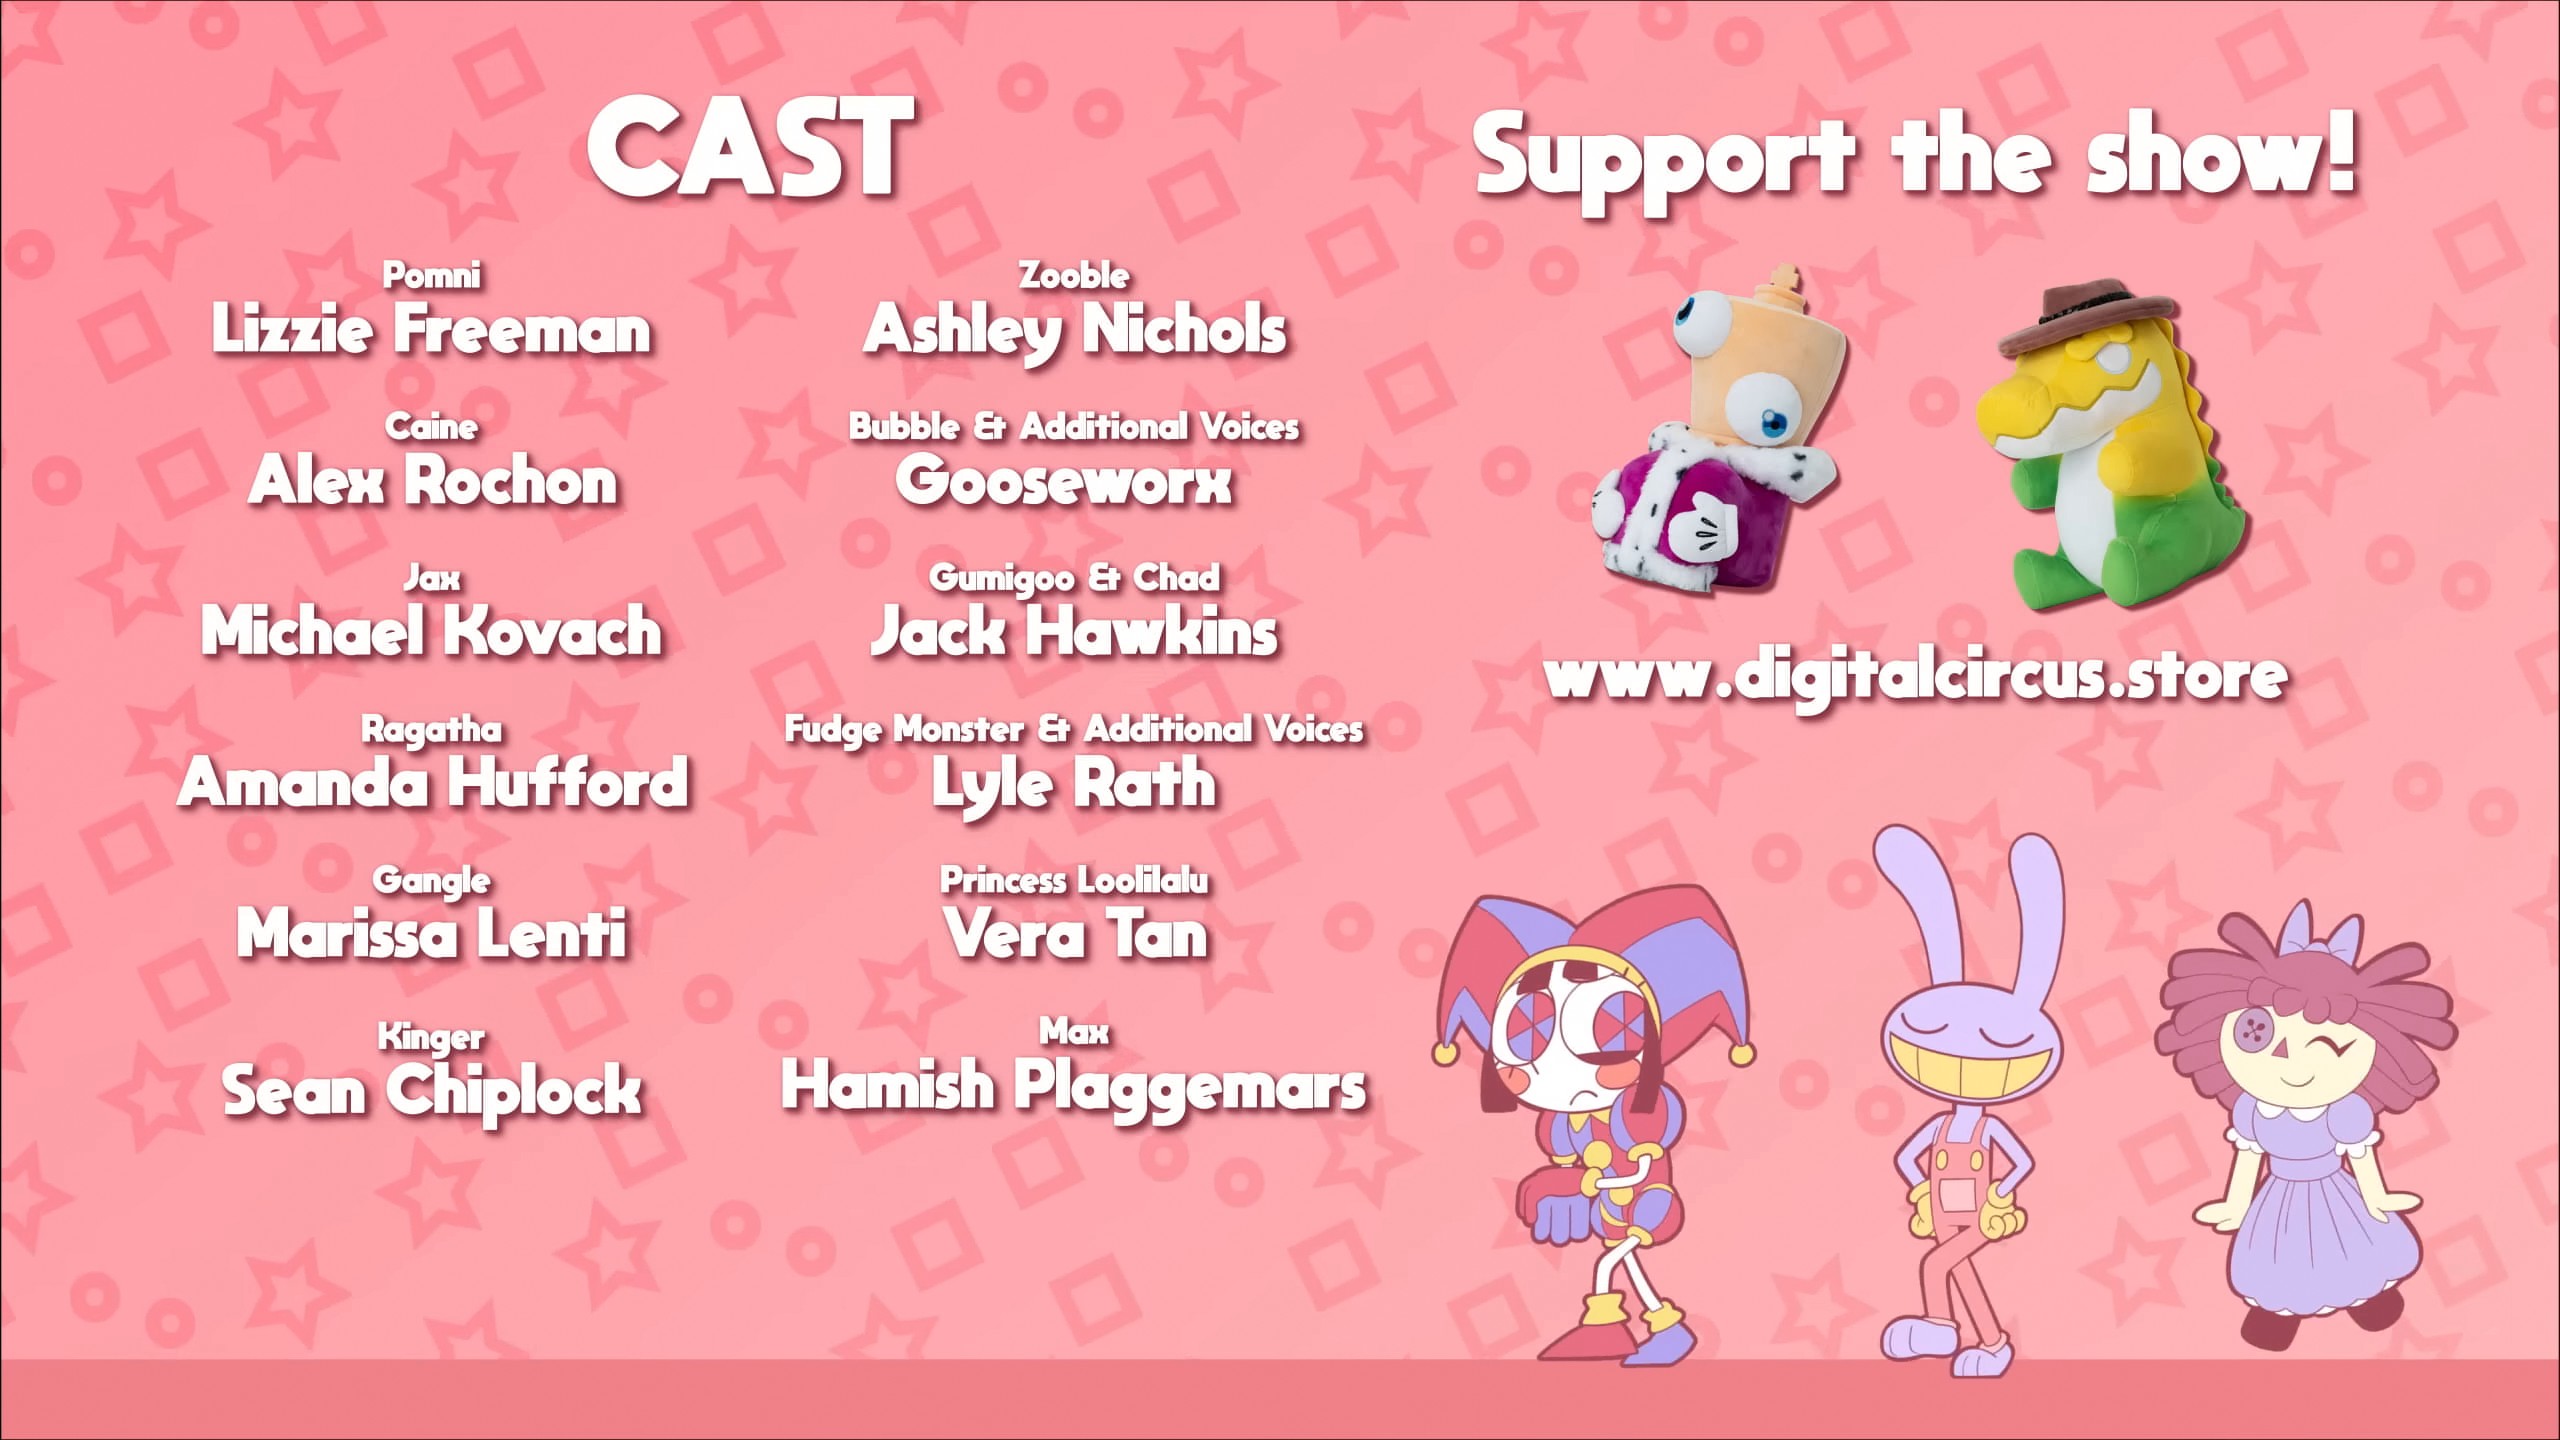 CAST
Pomni
Lizzie Freeman
Caine
Alex Rochon
Jax
Michael Kovach
Ragatha
Amanda Hufford
Gangle
Marissa Lenti
Kinger
Sean Chiplock
Zooble
Ashley Nichols
Bubble & Additional Voices
Gooseworx
Gumigoo & Chad
Jack Hawkins
Fudge Monster & Additional Voices
Lyle Rath
Princess Loolilalu
Vera Tan
Max
Hamish Plaggemars
Support the show!
www.digitalcircus.store